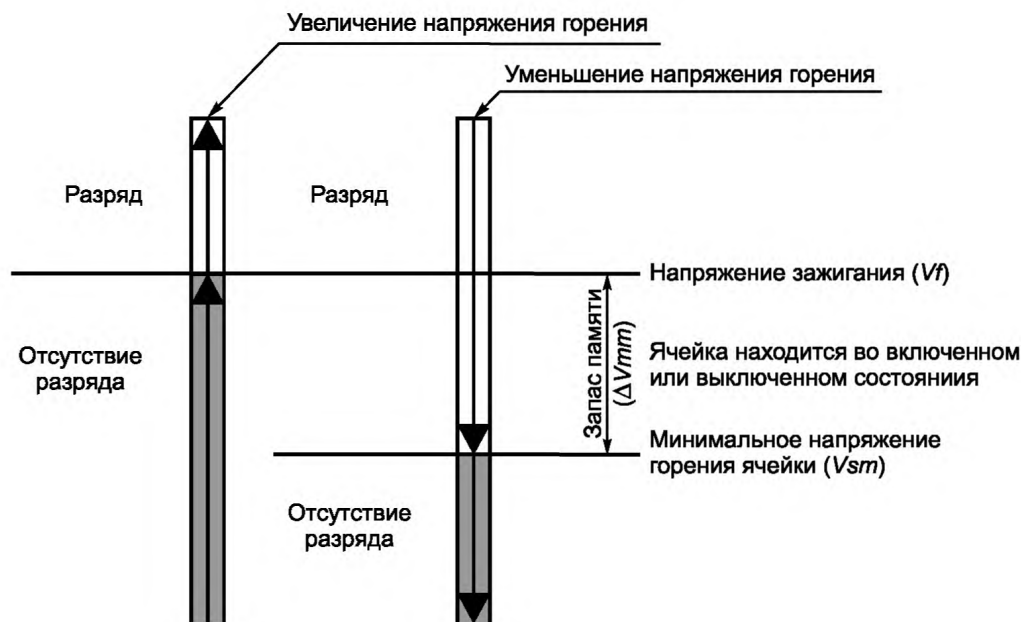 Увеличение напряжения горения
Уменьшение напряжения горения
Разряд
Разряд
Напряжение зажигания (Vf)
Запас памяти
(ΔVmm)
Отсутствие
разряда
Ячейка находится во включенном
или выключенном состоянииия
Минимальное напряжение
горения ячейки (Vsm)
Отсутствие
разряда